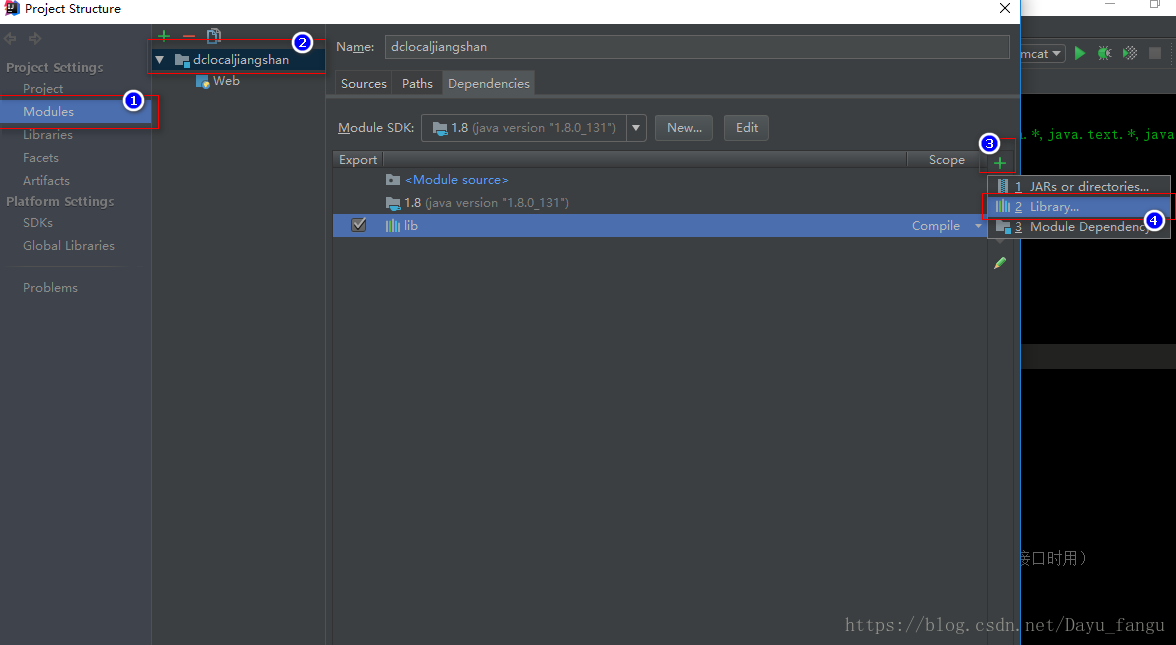 Project Structure
Project Settings
Project
Modules
Libraries
Facets
Artifacts
Platform Settings
SDKs
Global Libraries
Problems
1
2
dclocaljiangshan
Web
Name: dclocaljiangshan
Sources Paths Dependencies
Module SDK: 1.8 (java version "1.8.0_131") New... Edit
Export Scope
<Module source>
1.8 (java version "1.8.0_131")
lib Compile
3
1 JARs or directories...
2 Library...
3 Module Dependency
4
mcat
.*,java.text.*,java
接口时用）
https://blog.csdn.net/Dayu_fangu